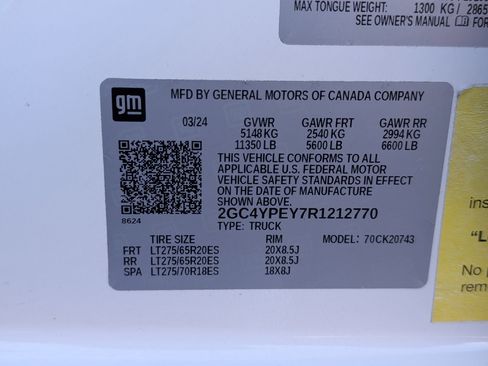 MAX TONGUE WEIGHT: 1300 KG / 2865
SEE OWNER'S MANUAL FOR
gm
MFD BY GENERAL MOTORS OF CANADA COMPANY
03/24 GVWR GAWR FRT GAWR RR
5148 KG 2540 KG 2994 KG
11350 LB 5600 LB 6600 LB
THIS VEHICLE CONFORMS TO ALL
APPLICABLE U.S. FEDERAL MOTOR
VEHICLE SAFETY STANDARDS IN EFFECT
ON THE DATE OF MANUFACTURE
SHOWN ABOVE.
2GC4YPEY7R1212770
8624
TYPE: TRUCK
TIRE SIZE RIM MODEL: 70CK20743
FRT LT275/65R20ES 20X8.5J
RR LT275/65R20ES 20X8.5J
SPA LT275/70R18ES 18X8J
ins
"L
No p
rem